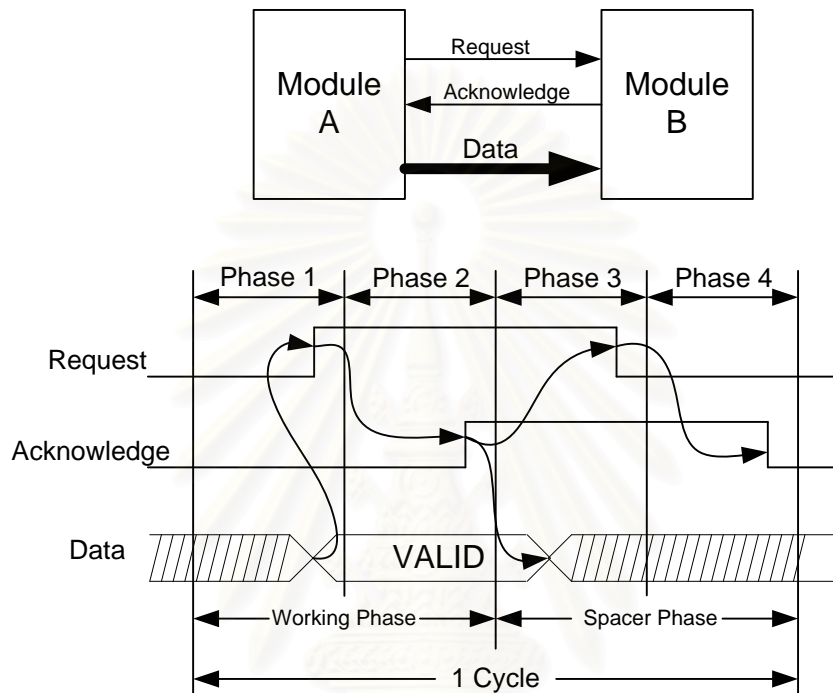 Module
A
Request
Acknowledge
Data
Module
B
Phase 1 Phase 2 Phase 3 Phase 4
Request
Acknowledge
Data
VALID
Working Phase Spacer Phase
1 Cycle